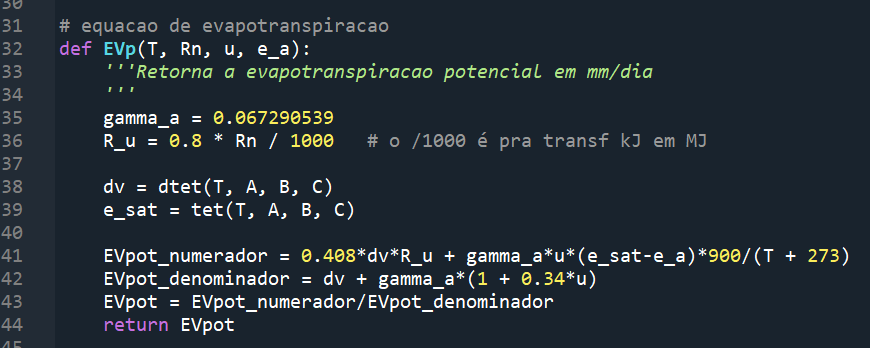 30
31 # equacao de evapotranspiracao
32 def EVp(T, Rn, u, e_a):
33     '''Retorna a evapotranspiracao potencial em mm/dia
34     '''
35     gamma_a = 0.067290539
36     R_u = 0.8 * Rn / 1000   # o /1000 é pra transf kJ em MJ
37
38     dv = dtet(T, A, B, C)
39     e_sat = tet(T, A, B, C)
40
41     EVpot_numerador = 0.408*dv*R_u + gamma_a*u*(e_sat-e_a)*900/(T + 273)
42     EVpot_denominador = dv + gamma_a*(1 + 0.34*u)
43     EVpot = EVpot_numerador/EVpot_denominador
44     return EVpot
45